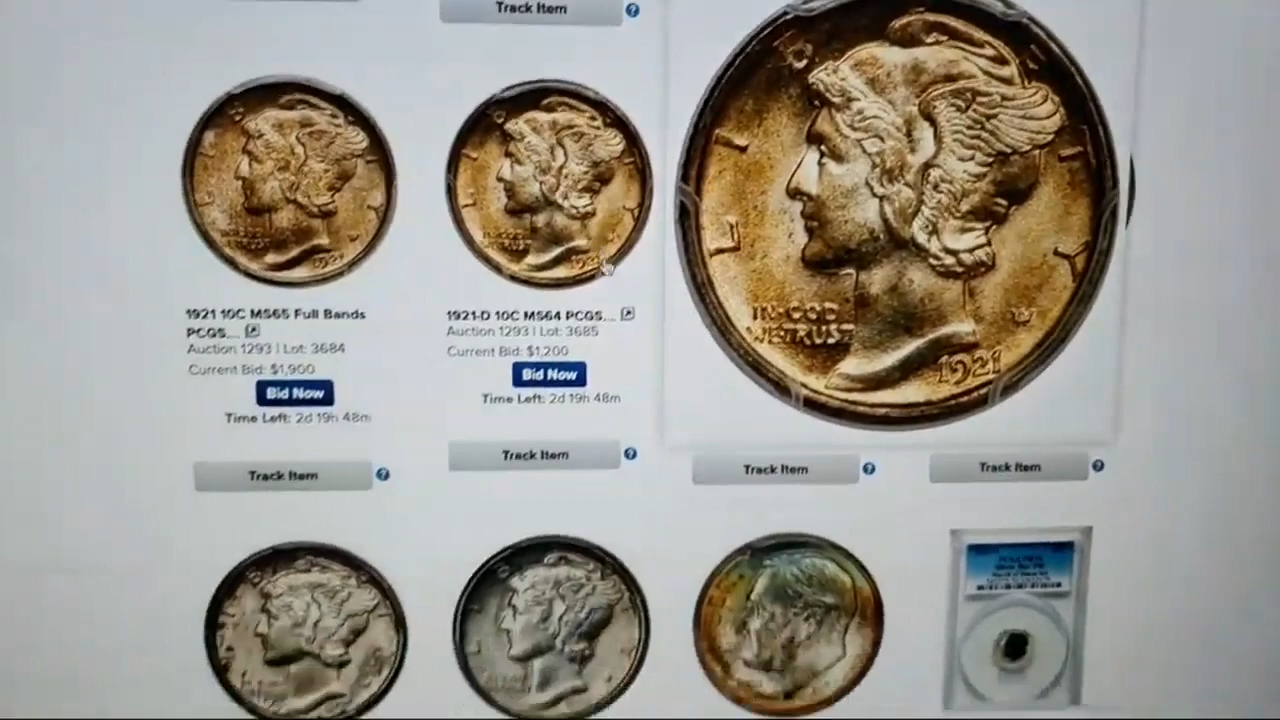 Track Item
L I T Y
IN GOD
WE TRUST
1921
1921
1921 10C MS65 Full Bands
PCGS...
Auction 1293 | Lot: 3684
Current Bid: $1,900
Bid Now
Time Left: 2d 19h 48m
1921-D 10C MS64 PCGS...
Auction 1293 | Lot: 3685
Current Bid: $1,200
Bid Now
Time Left: 2d 19h 48m
Track Item
Track Item
Track Item
Track Item